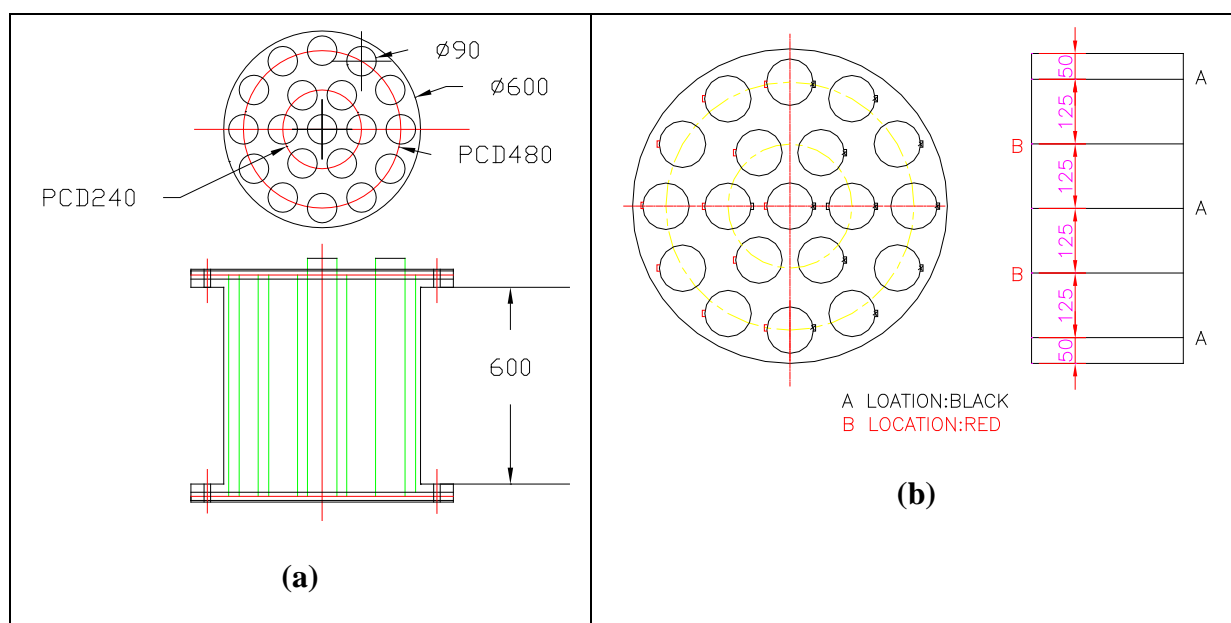 Ø90
Ø600
PCD480
PCD240
600
(a)
50
A
125
B
125
A
125
B
125
A
50
A LOATION:BLACK
B LOCATION:RED
(b)